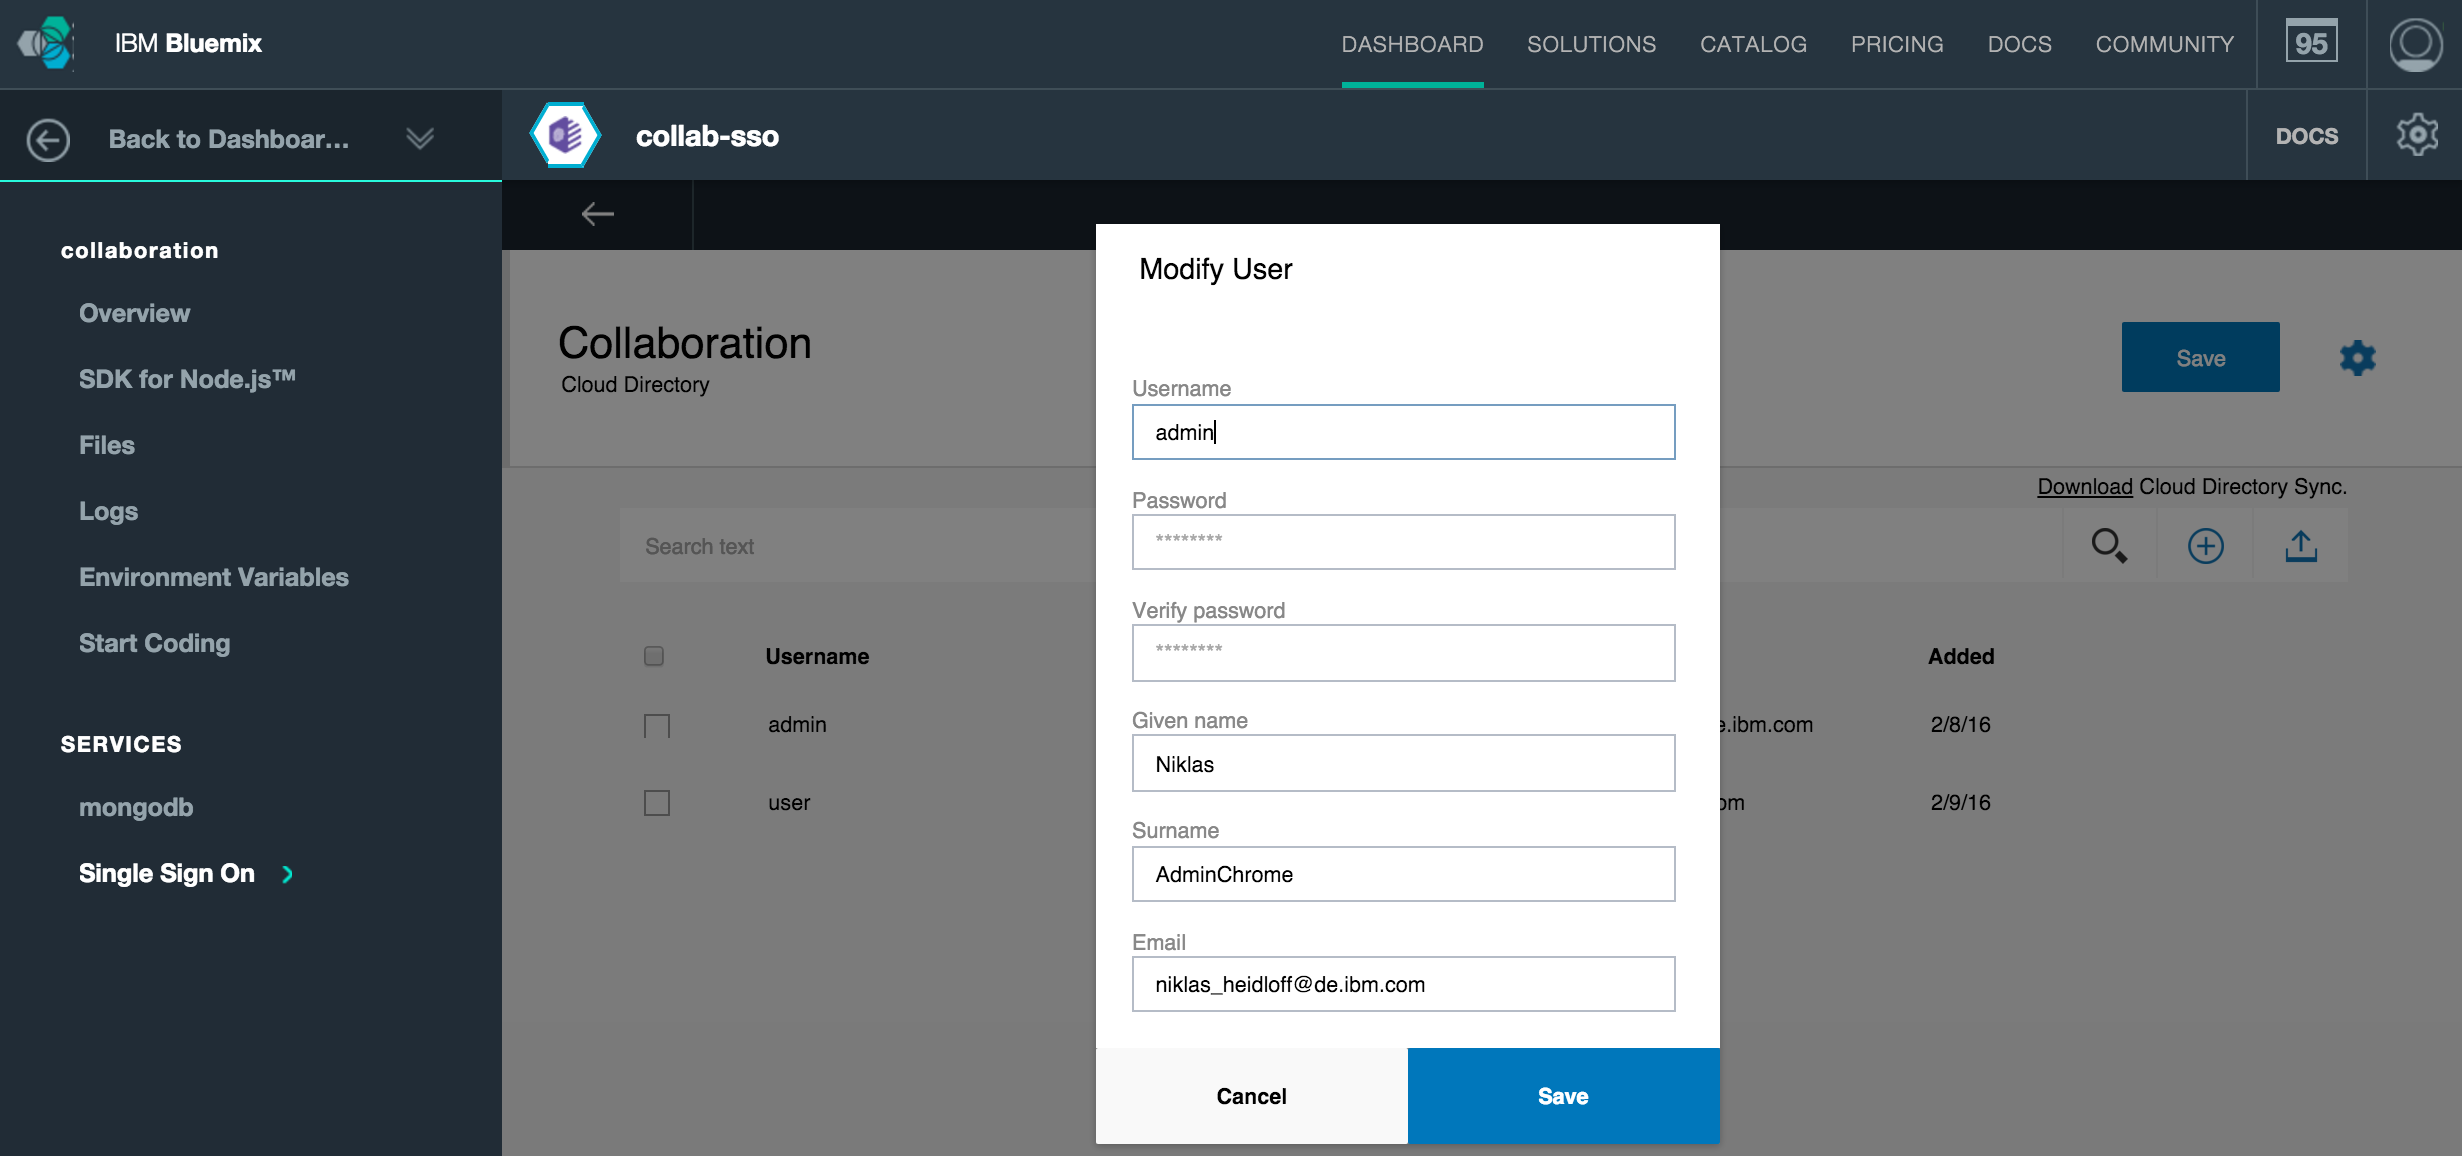 IBM Bluemix
DASHBOARD
SOLUTIONS
CATALOG
PRICING
DOCS
COMMUNITY
95
Back to Dashboar...
collab-sso
DOCS
collaboration
Overview
SDK for Node.js™
Files
Logs
Environment Variables
Start Coding
SERVICES
mongodb
Single Sign On
Collaboration
Cloud Directory
Save
Download Cloud Directory Sync.
Search text
Username
Added
admin
e.ibm.com
2/8/16
user
om
2/9/16
Modify User
Username
admin
Password
********
Verify password
********
Given name
Niklas
Surname
AdminChrome
Email
niklas_heidloff@de.ibm.com
Cancel
Save